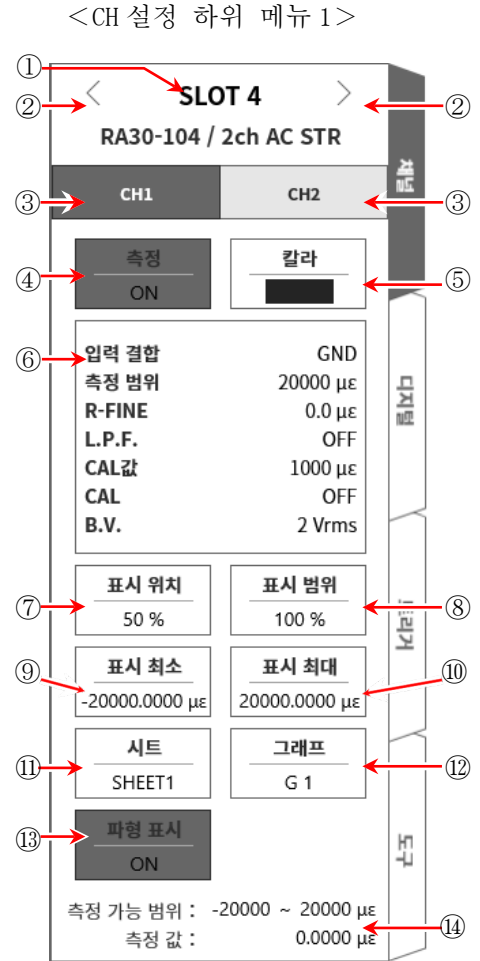 <CH 설정 하위 메뉴 1>
①
② < SLOT 4 > ②
RA30-104 / 2ch AC STR
채널
③ CH1 CH2 ③
④ 측정 칼라 ⑤
ON
⑥ 입력 결합 GND
측정 범위 20000 με
디지털
R-FINE 0.0 με
L.P.F. OFF
CAL값 1000 με
CAL OFF
B.V. 2 Vrms
표시 위치 표시 범위
⑦ 50 % 100 % ⑧
트리거
⑨ 표시 최소 표시 최대 ⑩
-20000.0000 με 20000.0000 με
시트 그래프
⑪ SHEET1 G 1 ⑫
⑬ 파형 표시
도구
ON
측정 가능 범위 : -20000 ~ 20000 με
측정 값 : 0.0000 με ⑭